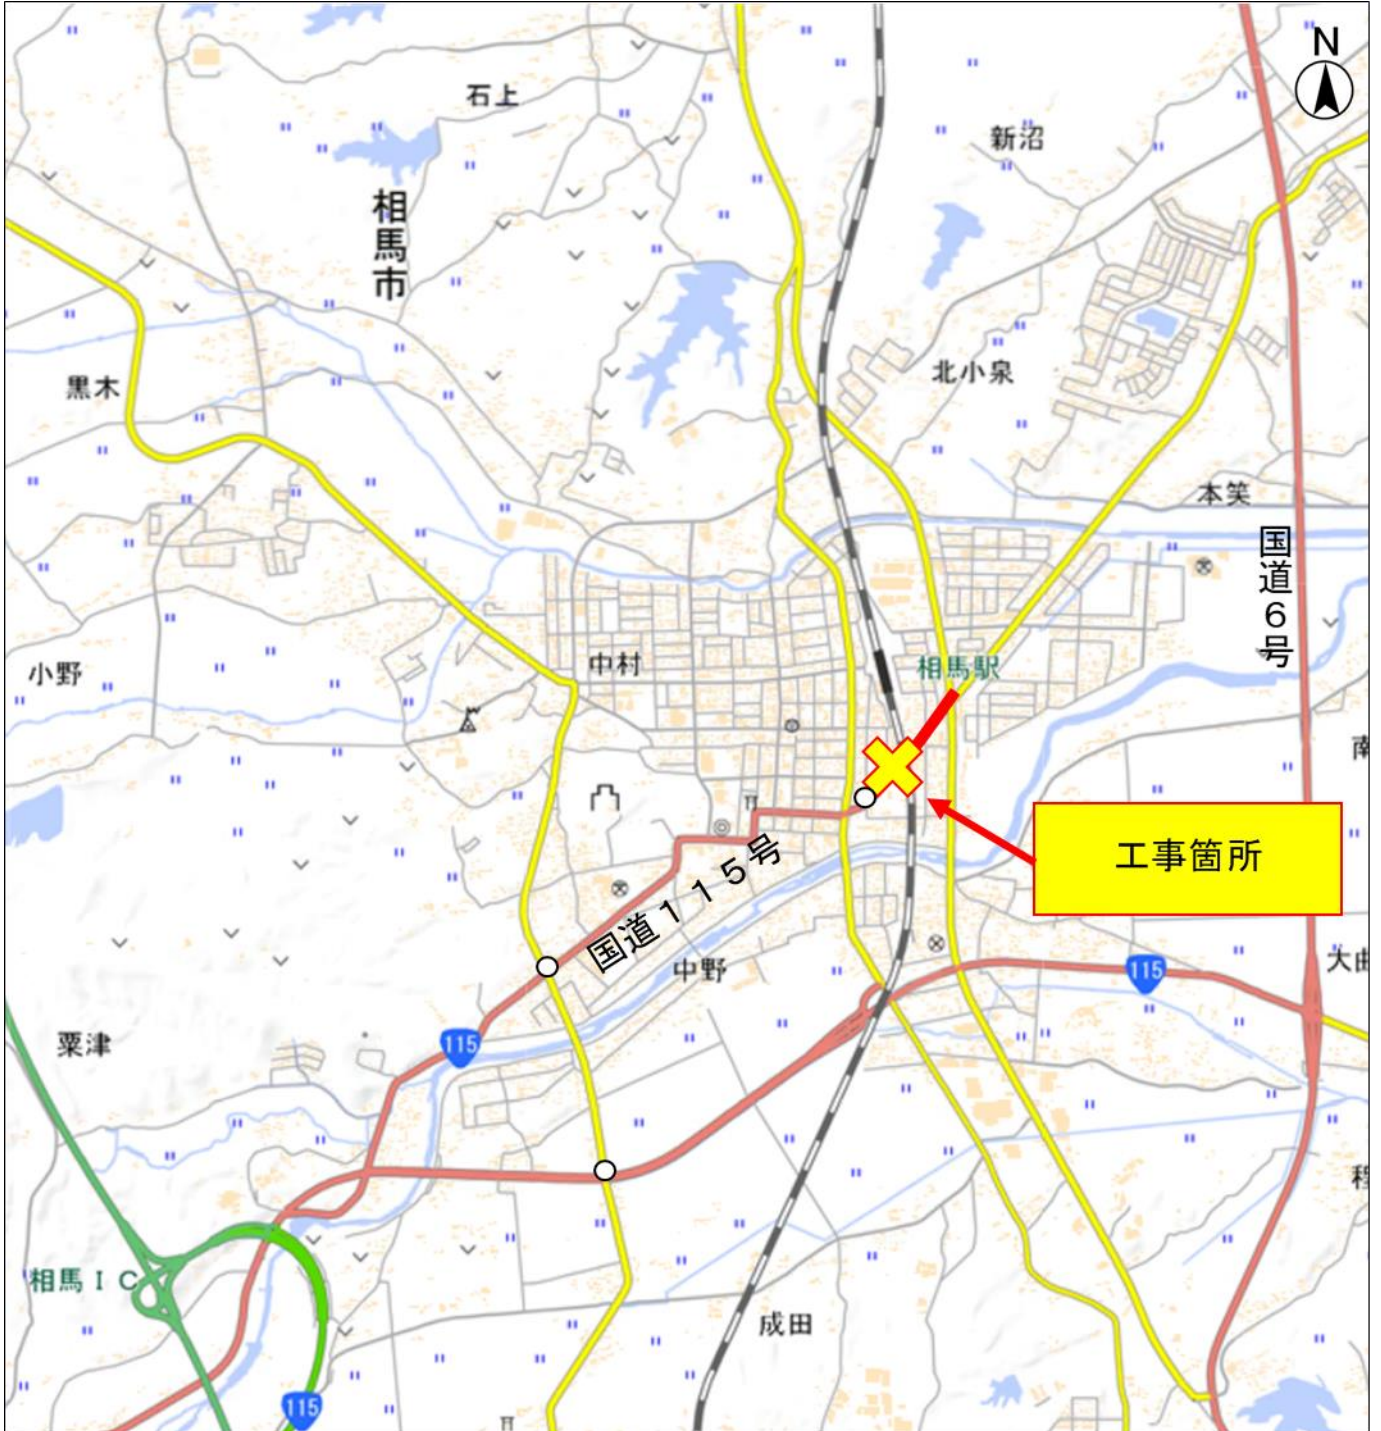 N
石上
新沼
相馬市
北小泉
黒木
本笑
国道６号
中村
相馬駅
小野
南
工事箇所
国道１１５号
中野
大曲
115
粟津
115
程
相馬ＩＣ
成田
115